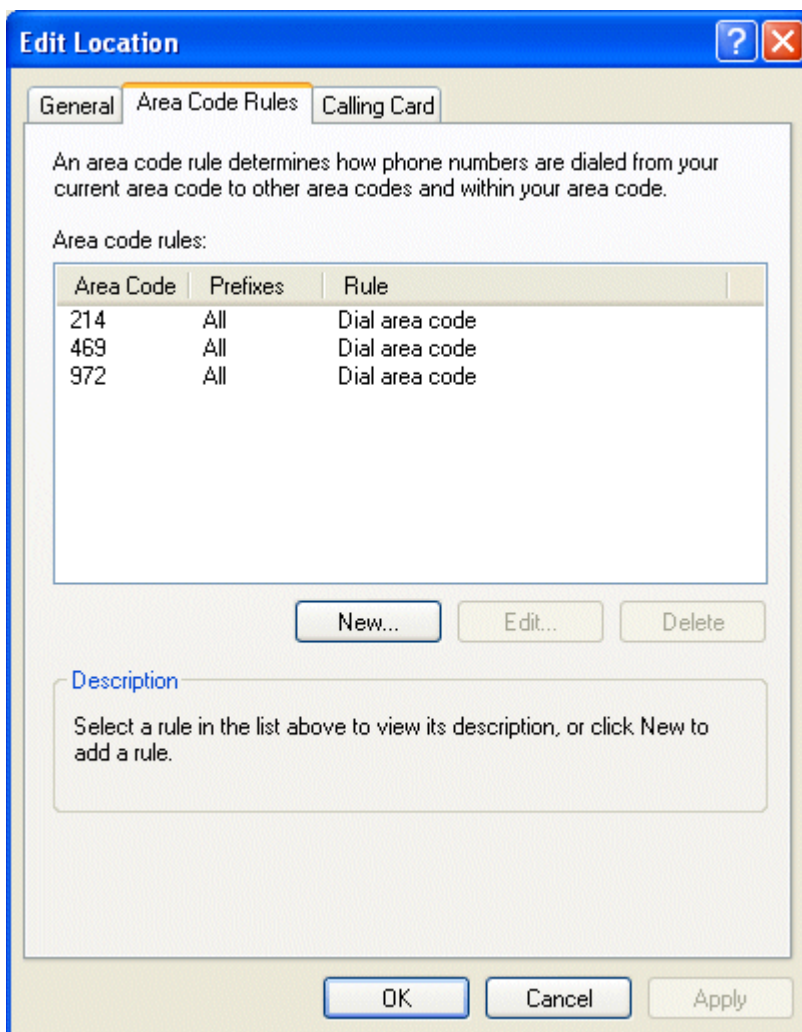 Edit Location
General Area Code Rules Calling Card
An area code rule determines how phone numbers are dialed from your
current area code to other area codes and within your area code.
Area code rules:
Area Code Prefixes Rule
214 All Dial area code
469 All Dial area code
972 All Dial area code
New... Edit... Delete
Description
Select a rule in the list above to view its description, or click New to
add a rule.
OK Cancel Apply